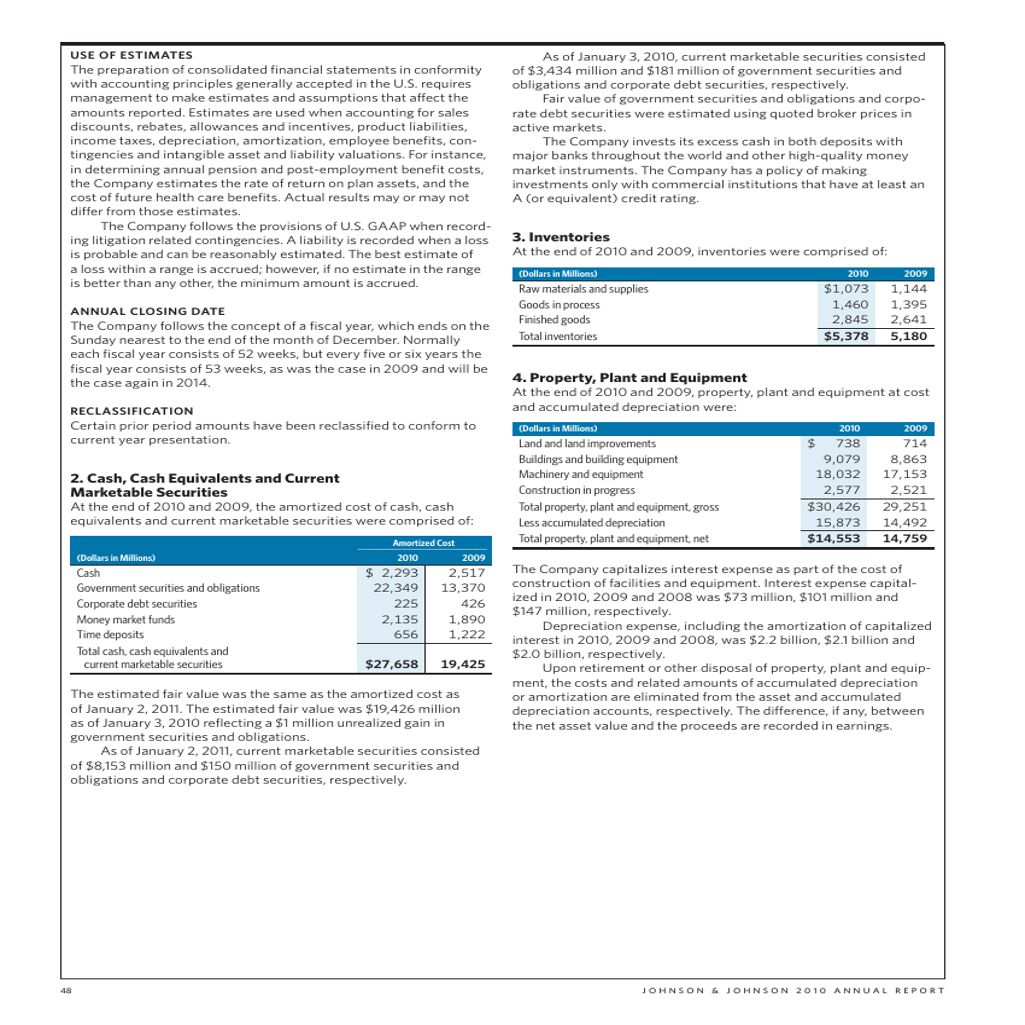 USE OF ESTIMATES
The preparation of consolidated financial statements in conformity
with accounting principles generally accepted in the U.S. requires
management to make estimates and assumptions that affect the
amounts reported. Estimates are used when accounting for sales
discounts, rebates, allowances and incentives, product liabilities,
income taxes, depreciation, amortization, employee benefits, con-
tingencies and intangible asset and liability valuations. For instance,
in determining annual pension and post-employment benefit costs,
the Company estimates the rate of return on plan assets, and the
cost of future health care benefits. Actual results may or may not
differ from those estimates.
The Company follows the provisions of U.S. GAAP when record-
ing litigation related contingencies. A liability is recorded when a loss
is probable and can be reasonably estimated. The best estimate of
a loss within a range is accrued; however, if no estimate in the range
is better than any other, the minimum amount is accrued.
ANNUAL CLOSING DATE
The Company follows the concept of a fiscal year, which ends on the
Sunday nearest to the end of the month of December. Normally
each fiscal year consists of 52 weeks, but every five or six years the
fiscal year consists of 53 weeks, as was the case in 2009 and will be
the case again in 2014.
RECLASSIFICATION
Certain prior period amounts have been reclassified to conform to
current year presentation.
2. Cash, Cash Equivalents and Current
Marketable Securities
At the end of 2010 and 2009, the amortized cost of cash, cash
equivalents and current marketable securities were comprised of:
Amortized Cost
(Dollars in Millions) 2010 2009
Cash $ 2,293 2,517
Government securities and obligations 22,349 13,370
Corporate debt securities 225 426
Money market funds 2,135 1,890
Time deposits 656 1,222
Total cash, cash equivalents and
current marketable securities $27,658 19,425
The estimated fair value was the same as the amortized cost as
of January 2, 2011. The estimated fair value was $19,426 million
as of January 3, 2010 reflecting a $1 million unrealized gain in
government securities and obligations.
As of January 2, 2011, current marketable securities consisted
of $8,153 million and $150 million of government securities and
obligations and corporate debt securities, respectively.
As of January 3, 2010, current marketable securities consisted
of $3,434 million and $181 million of government securities and
obligations and corporate debt securities, respectively.
Fair value of government securities and obligations and corpo-
rate debt securities were estimated using quoted broker prices in
active markets.
The Company invests its excess cash in both deposits with
major banks throughout the world and other high-quality money
market instruments. The Company has a policy of making
investments only with commercial institutions that have at least an
A (or equivalent) credit rating.
3. Inventories
At the end of 2010 and 2009, inventories were comprised of:
(Dollars in Millions) 2010 2009
Raw materials and supplies $1,073 1,144
Goods in process 1,460 1,395
Finished goods 2,845 2,641
Total inventories $5,378 5,180
4. Property, Plant and Equipment
At the end of 2010 and 2009, property, plant and equipment at cost
and accumulated depreciation were:
(Dollars in Millions) 2010 2009
Land and land improvements $ 738 714
Buildings and building equipment 9,079 8,863
Machinery and equipment 18,032 17,153
Construction in progress 2,577 2,521
Total property, plant and equipment, gross $30,426 29,251
Less accumulated depreciation 15,873 14,492
Total property, plant and equipment, net $14,553 14,759
The Company capitalizes interest expense as part of the cost of
construction of facilities and equipment. Interest expense capital-
ized in 2010, 2009 and 2008 was $73 million, $101 million and
$147 million, respectively.
Depreciation expense, including the amortization of capitalized
interest in 2010, 2009 and 2008, was $2.2 billion, $2.1 billion and
$2.0 billion, respectively.
Upon retirement or other disposal of property, plant and equip-
ment, the costs and related amounts of accumulated depreciation
or amortization are eliminated from the asset and accumulated
depreciation accounts, respectively. The difference, if any, between
the net asset value and the proceeds are recorded in earnings.
48 JOHNSON & JOHNSON 2010 ANNUAL REPORT